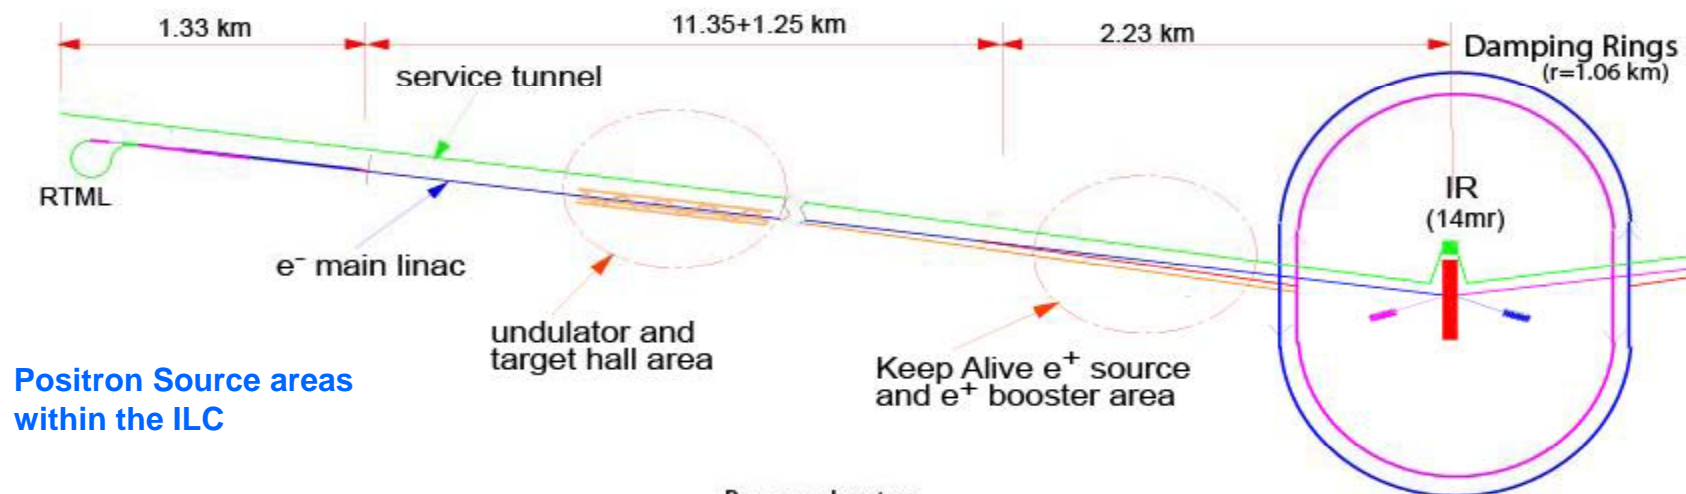 1.33 km
11.35+1.25 km
2.23 km
Damping Rings
(r=1.06 km)
service tunnel
RTML
e⁻ main linac
IR
(14mr)
undulator and
target hall area
Keep Alive e⁺ source
and e⁺ booster area
Positron Source areas
within the ILC